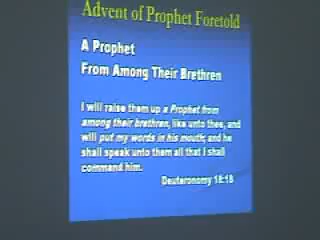 Advent of Prophet Foretold
A Prophet
From Among Their Brethren
I will raise them up a Prophet from
among their brethren, like unto thee, and
will put my words in his mouth; and he
shall speak unto them all that I shall
command him.
Deuteronomy 18:18